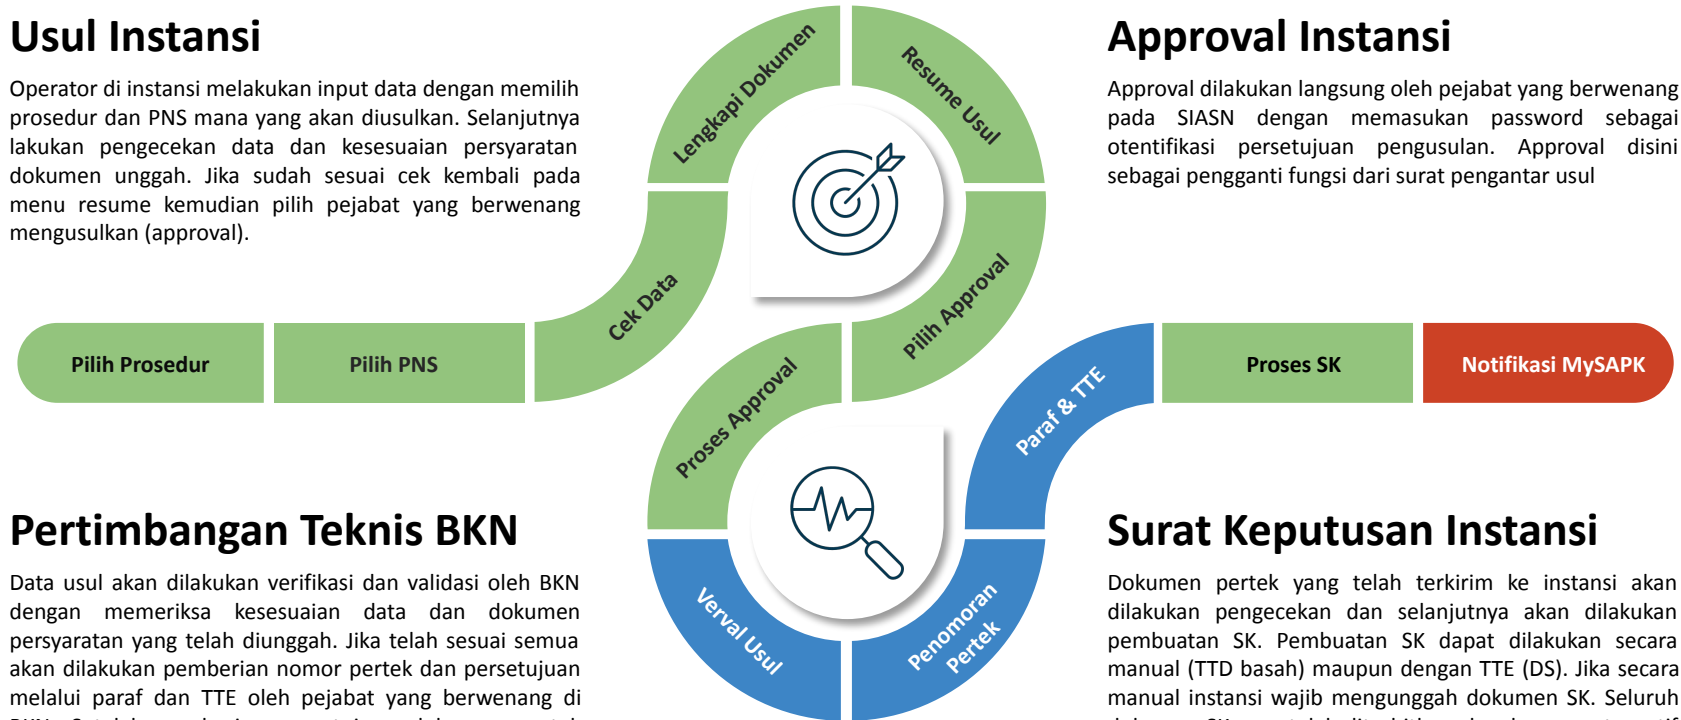 Usul Instansi
Operator di instansi melakukan input data dengan memilih
prosedur dan PNS mana yang akan diusulkan. Selanjutnya
lakukan pengecekan data dan kesesuaian persyaratan
dokumen unggah. Jika sudah sesuai cek kembali pada
menu resume kemudian pilih pejabat yang berwenang
mengusulkan (approval).
Approval Instansi
Approval dilakukan langsung oleh pejabat yang berwenang
pada SIASN dengan memasukan password sebagai
otentifikasi persetujuan pengusulan. Approval disini
sebagai pengganti fungsi dari surat pengantar usul
Pilih Prosedur
Pilih PNS
Cek Data
Lengkapi Dokumen
Resume Usul
Pilih Approval
Proses Approval
Verval Usul
Penomoran
Pertek
Paraf & TTE
Proses SK
Notifikasi MySAPK
Pertimbangan Teknis BKN
Data usul akan dilakukan verifikasi dan validasi oleh BKN
dengan memeriksa kesesuaian data dan dokumen
persyaratan yang telah diunggah. Jika telah sesuai semua
akan dilakukan pemberian nomor pertek dan persetujuan
melalui paraf dan TTE oleh pejabat yang berwenang di
Surat Keputusan Instansi
Dokumen pertek yang telah terkirim ke instansi akan
dilakukan pengecekan dan selanjutnya akan dilakukan
pembuatan SK. Pembuatan SK dapat dilakukan secara
manual (TTD basah) maupun dengan TTE (DS). Jika secara
manual instansi wajib mengunggah dokumen SK. Seluruh